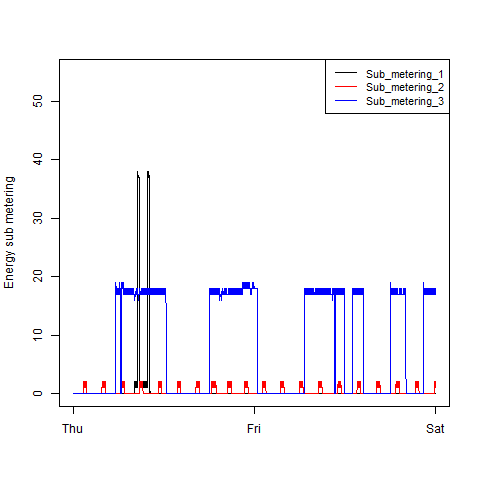 Sub_metering_1
Sub_metering_2
Sub_metering_3
Energy sub metering
50
40
30
20
10
0
Thu Fri Sat